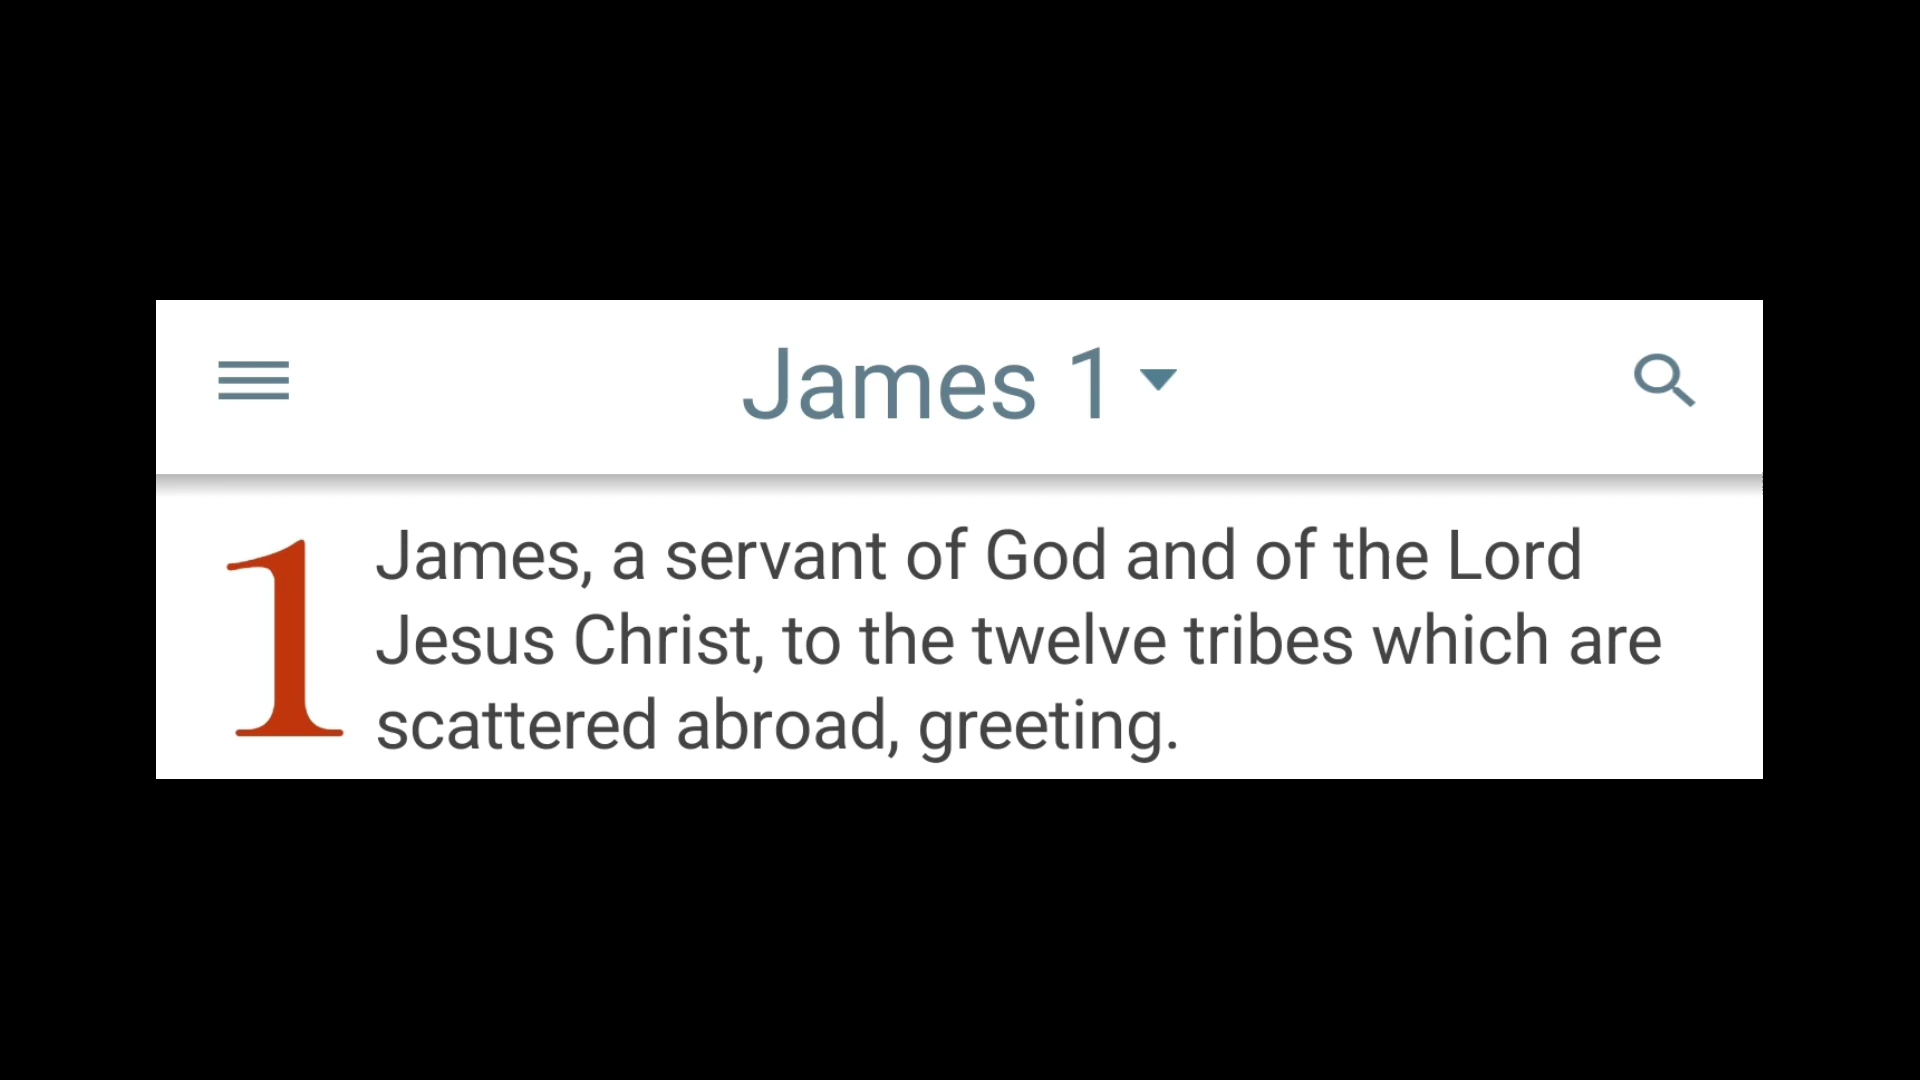 James 1
1
James, a servant of God and of the Lord
Jesus Christ, to the twelve tribes which are
scattered abroad, greeting.